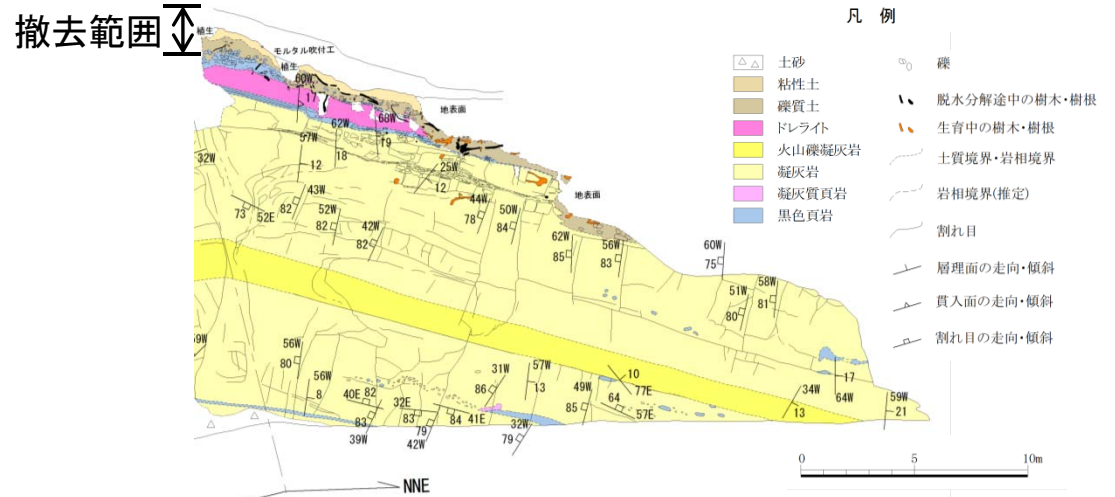 撤去範囲
凡 例
植生
モルタル吹付工
植生
地表面
地表面
土砂
粘性土
礫質土
ドレライト
火山礫凝灰岩
凝灰岩
凝灰質頁岩
黒色頁岩
礫
脱水分解途中の樹木・樹根
生育中の樹木・樹根
土質境界・岩相境界
岩相境界(推定)
割れ目
層理面の走向・傾斜
貫入面の走向・傾斜
割れ目の走向・傾斜
60W
17
62W
18
68W
19
57W
12
32W
25W
12
43W
82
73
52E
52W
82
42W
82
44W
78
50W
84
62W
85
56W
83
60W
75
51W
80
58W
81
59W
56W
80
56W
8
40E
82
83
39W
32E
83
79
42W
84
41E
31W
86
57W
13
32W
79
49W
85
10
77E
64
57E
34W
13
17
64W
59W
21
NNE
0
5
10m